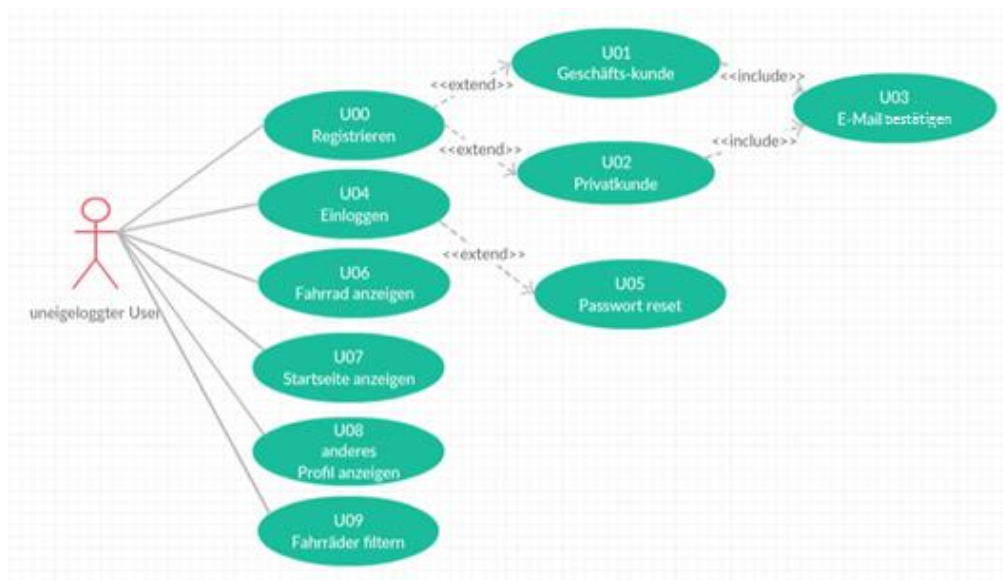 U01
Geschäfts-kunde
<<extend>>
<<include>>
U03
E-Mail bestätigen
U00
Registrieren
<<extend>>
<<include>>
U02
Privatkunde
U04
Einloggen
<<extend>>
U05
Passwort reset
U06
Fahrrad anzeigen
uneigeloggter User
U07
Startseite anzeigen
U08
anderes
Profil anzeigen
U09
Fahrräder filtern